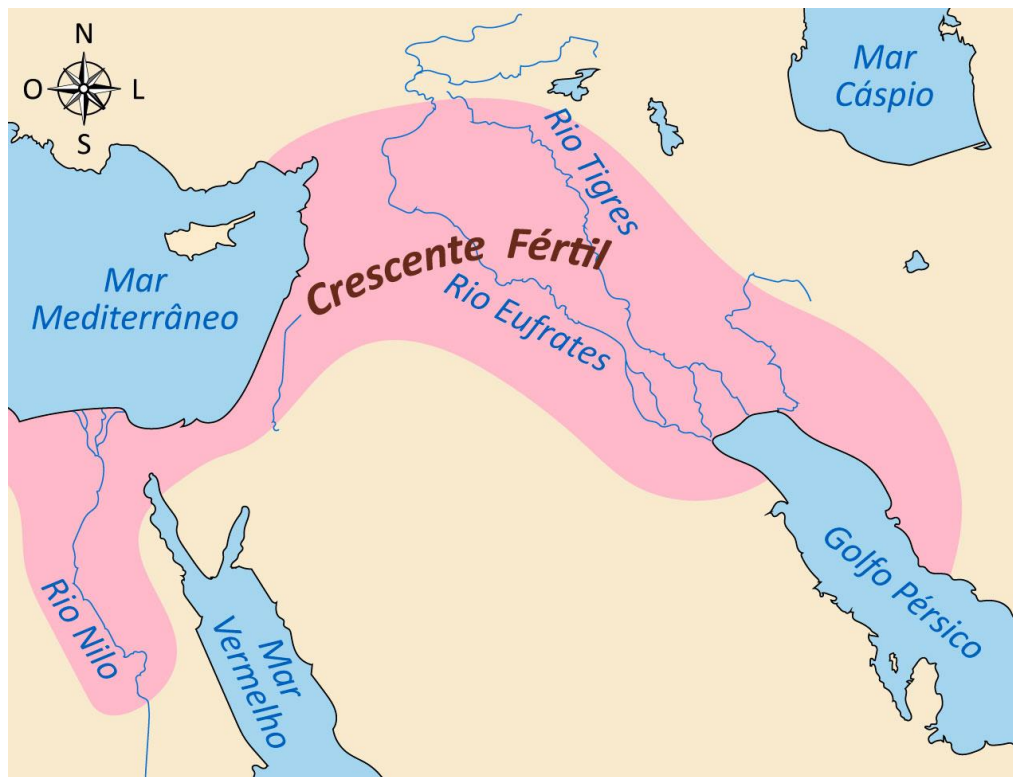 N
O L
S
Mar
Cáspio
Rio Tigres
Crescente Fértil
Mar
Mediterrâneo
Rio Eufrates
Rio Nilo
Mar
Vermelho
Golfo Pérsico